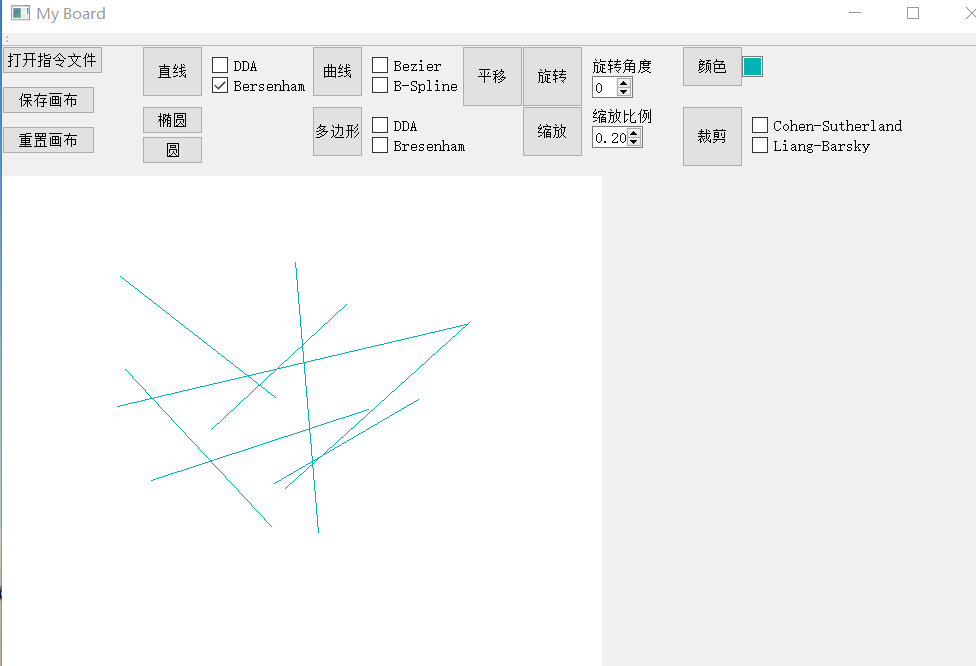 My Board
打开指令文件
保存画布
重置画布
直线
DDA
Bersenham
椭圆
圆
曲线
Bezier
B-Spline
多边形
DDA
Bresenham
平移
旋转
旋转角度
0
缩放
缩放比例
0.20
颜色
裁剪
Cohen-Sutherland
Liang-Barsky